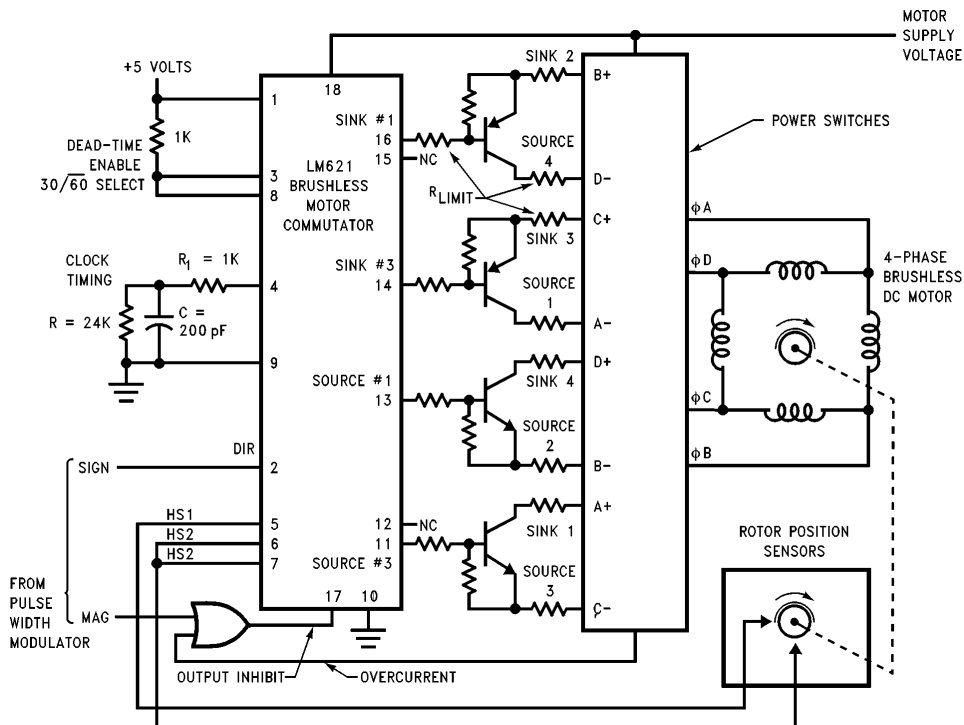 MOTOR
SUPPLY
VOLTAGE
+5 VOLTS
1K
DEAD-TIME
ENABLE
30/60 SELECT
1
3
8
18
SINK #1
16
15
NC
LM621
BRUSHLESS
MOTOR
COMMUTATOR
SINK 2
B+
SOURCE
4
D-
RLIMIT
POWER SWITCHES
C+
SINK 3
SINK #3
14
SOURCE
1
A-
CLOCK
TIMING
R1 = 1K
4
R = 24K
C =
200 pF
9
φA
φD
φC
φB
4-PHASE
BRUSHLESS
DC MOTOR
SOURCE #1
13
D+
SINK 4
SOURCE
2
B-
DIR
SIGN
2
HS1
5
HS2
6
HS2
7
12
NC
11
SOURCE #3
A+
SINK 1
SOURCE
3
C-
ROTOR POSITION
SENSORS
FROM
PULSE
WIDTH
MODULATOR
MAG
17
10
OUTPUT INHIBIT
OVERCURRENT